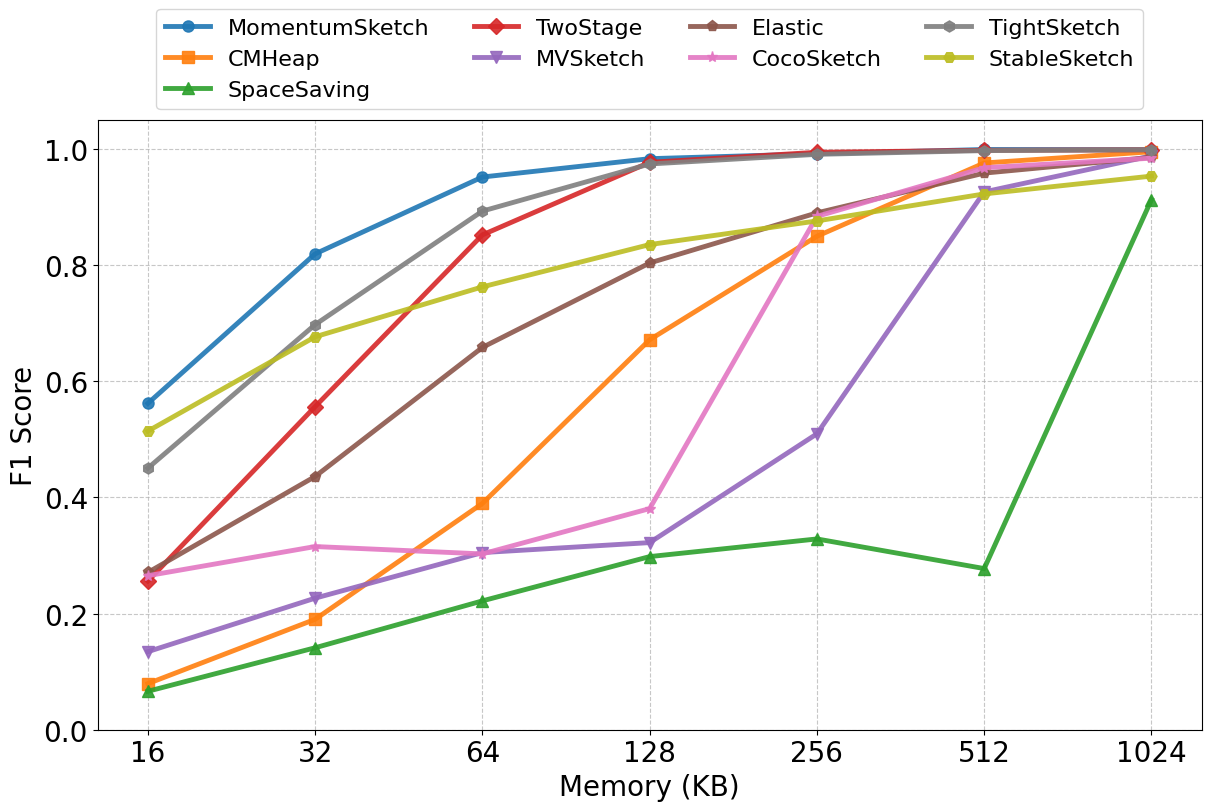 MomentumSketch TwoStage Elastic TightSketch
CMHeap MVSketch CocoSketch StableSketch
SpaceSaving
1.0
0.8
0.6
0.4
0.2
0.0
F1 Score
16 32 64 128 256 512 1024
Memory (KB)